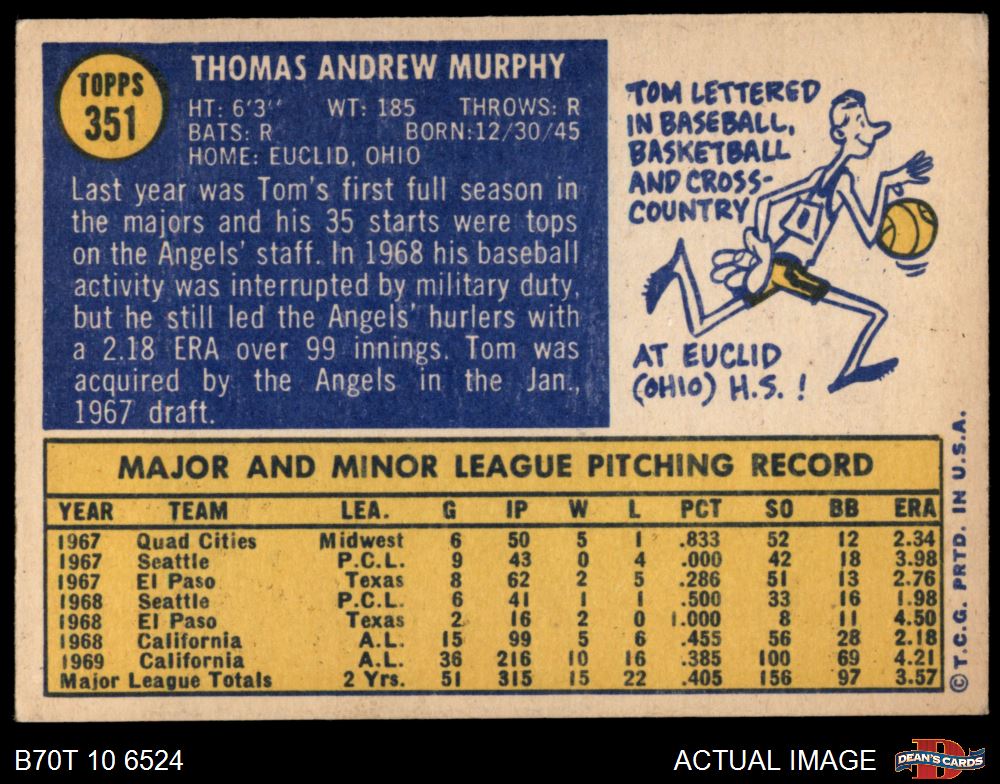 TOPPS
351
THOMAS ANDREW MURPHY
HT: 6'3" WT: 185 THROWS: R
BATS: R BORN:12/30/45
HOME: EUCLID, OHIO
Last year was Tom's first full season in
the majors and his 35 starts were tops
on the Angels' staff. In 1968 his baseball
activity was interrupted by military duty,
but he still led the Angels' hurlers with
a 2.18 ERA over 99 innings. Tom was
acquired by the Angels in the Jan.,
1967 draft.
TOM LETTERED
IN BASEBALL,
BASKETBALL
AND CROSS-
COUNTRY
AT EUCLID
(OHIO) H.S. !
MAJOR AND MINOR LEAGUE PITCHING RECORD
YEAR TEAM LEA. G IP W L PCT SO BB ERA
1967 Quad Cities Midwest 6 50 5 1 .833 52 12 2.34
1967 Seattle P.C.L. 9 43 0 4 .000 42 18 3.98
1967 El Paso Texas 8 62 2 5 .286 51 13 2.76
1968 Seattle P.C.L. 6 41 1 1 .500 33 16 1.98
1968 El Paso Texas 2 16 2 0 1.000 8 11 4.50
1968 California A.L. 15 99 5 6 .455 56 28 2.18
1969 California A.L. 36 216 10 16 .385 100 69 4.21
Major League Totals 2 Yrs. 51 315 15 22 .405 156 97 3.57
© T.C.G. PRTD. IN U.S.A.
B70T 10 6524
ACTUAL IMAGE
DEAN'S CARDS